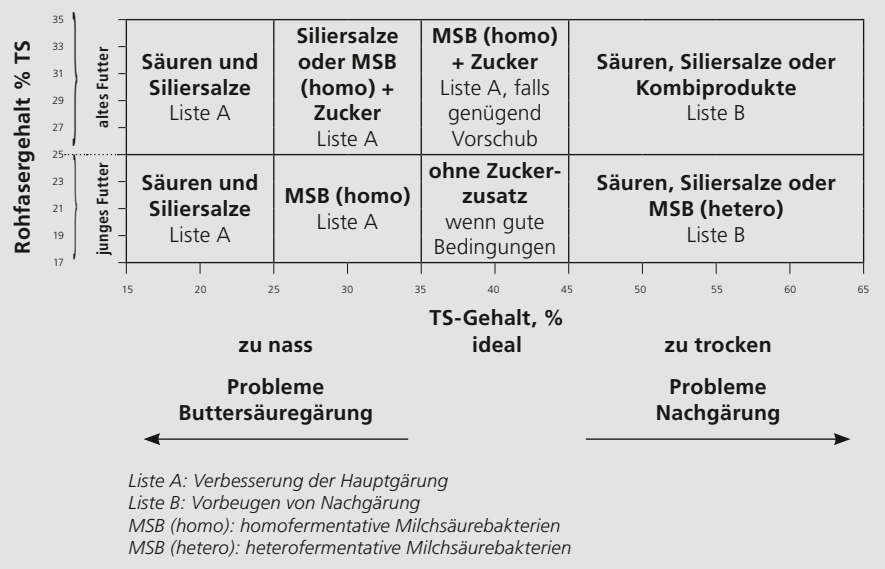 Rohfasergehalt % TS
altes Futter
junges Futter
35
33
31
29
27
25
23
21
19
17
Säuren und
Siliersalze
Liste A
Siliersalze
oder MSB
(homo) +
Zucker
Liste A
MSB (homo)
+ Zucker
Liste A, falls
genügend
Vorschub
Säuren, Siliersalze oder
Kombiprodukte
Liste B
Säuren und
Siliersalze
Liste A
MSB (homo)
Liste A
ohne Zucker-
zusatz
wenn gute
Bedingungen
Säuren, Siliersalze oder
MSB (hetero)
Liste B
15 20 25 30 35 40 45 50 55 60 65
TS-Gehalt, %
zu nass ideal zu trocken
Probleme
Buttersäuregärung
Probleme
Nachgärung
Liste A: Verbesserung der Hauptgärung
Liste B: Vorbeugen von Nachgärung
MSB (homo): homofermentative Milchsäurebakterien
MSB (hetero): heterofermentative Milchsäurebakterien